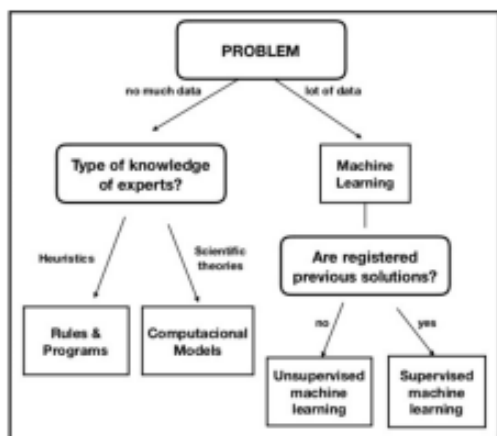 PROBLEM
no much data
lot of data
Type of knowledge
of experts?
Machine
Learning
Heuristics
Scientific
theories
Are registered
previous solutions?
Rules &
Programs
Computacional
Models
no
yes
Unsupervised
machine
learning
Supervised
machine
learning